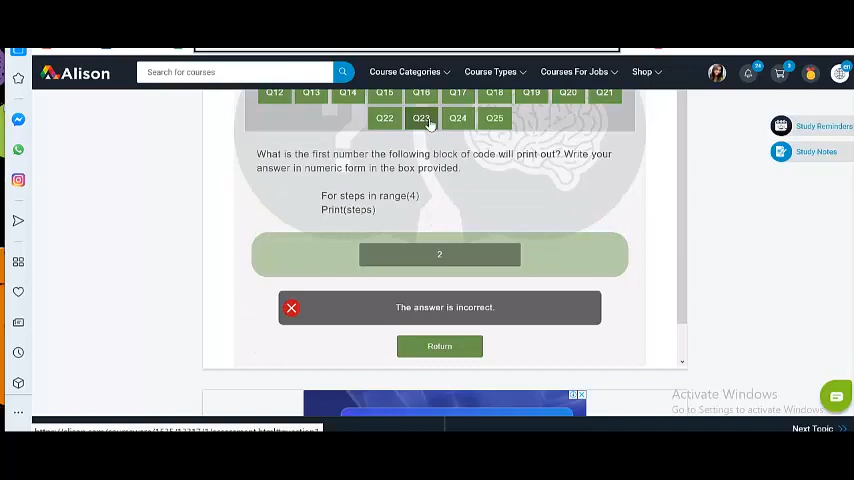 Alison
Search for courses
Course Categories
Course Types
Courses For Jobs
Shop
24
3
en
Q12 Q13 Q14 Q15 Q16 Q17 Q18 Q19 Q20 Q21
Q22 Q23 Q24 Q25
Study Reminders
Study Notes
What is the first number the following block of code will print out? Write your
answer in numeric form in the box provided.
For steps in range(4)
Print(steps)
2
The answer is incorrect.
Return
Activate Windows
Go to Settings to activate Windows.
Next Topic